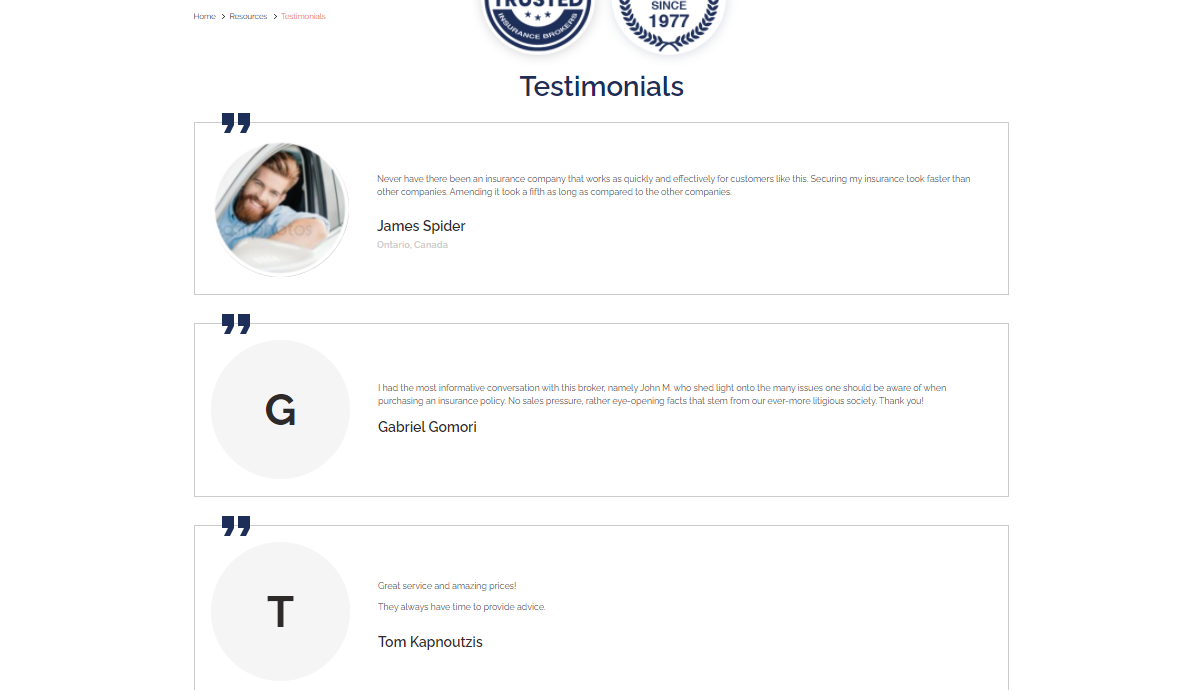 Home > Resources > Testimonials
TRUSTED
INSURANCE BROKERS
SINCE
1977
Testimonials
Never have there been an insurance company that works as quickly and effectively for customers like this. Securing my insurance took faster than
other companies. Amending it took a fifth as long as compared to the other companies.
James Spider
Ontario, Canada
G
I had the most informative conversation with this broker, namely John M. who shed light onto the many issues one should be aware of when
purchasing an insurance policy. No sales pressure, rather eye-opening facts that stem from our ever-more litigious society. Thank you!
Gabriel Gomori
T
Great service and amazing prices!
They always have time to provide advice.
Tom Kapnoutzis